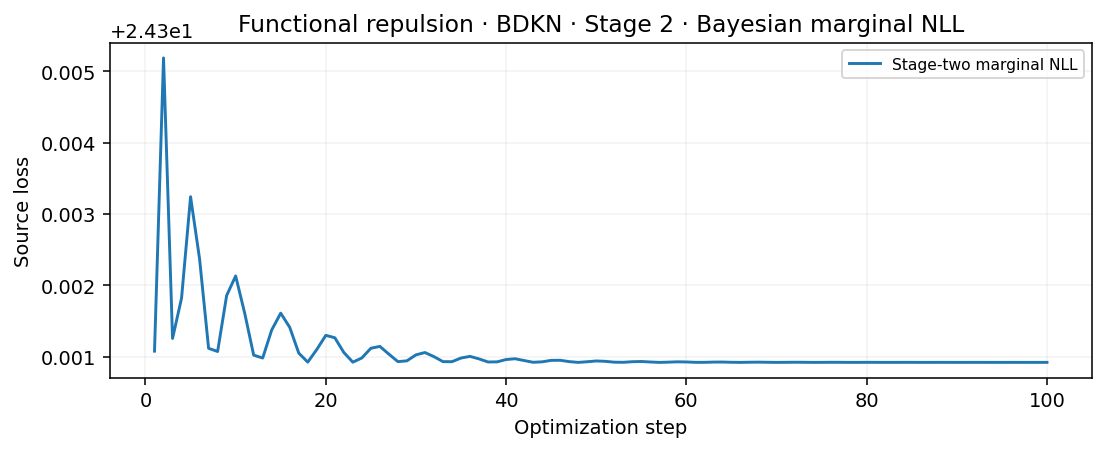 Functional repulsion · BDKN · Stage 2 · Bayesian marginal NLL
+2.43e1
Stage-two marginal NLL
0.005
0.004
0.003
0.002
0.001
Source loss
0 20 40 60 80 100
Optimization step